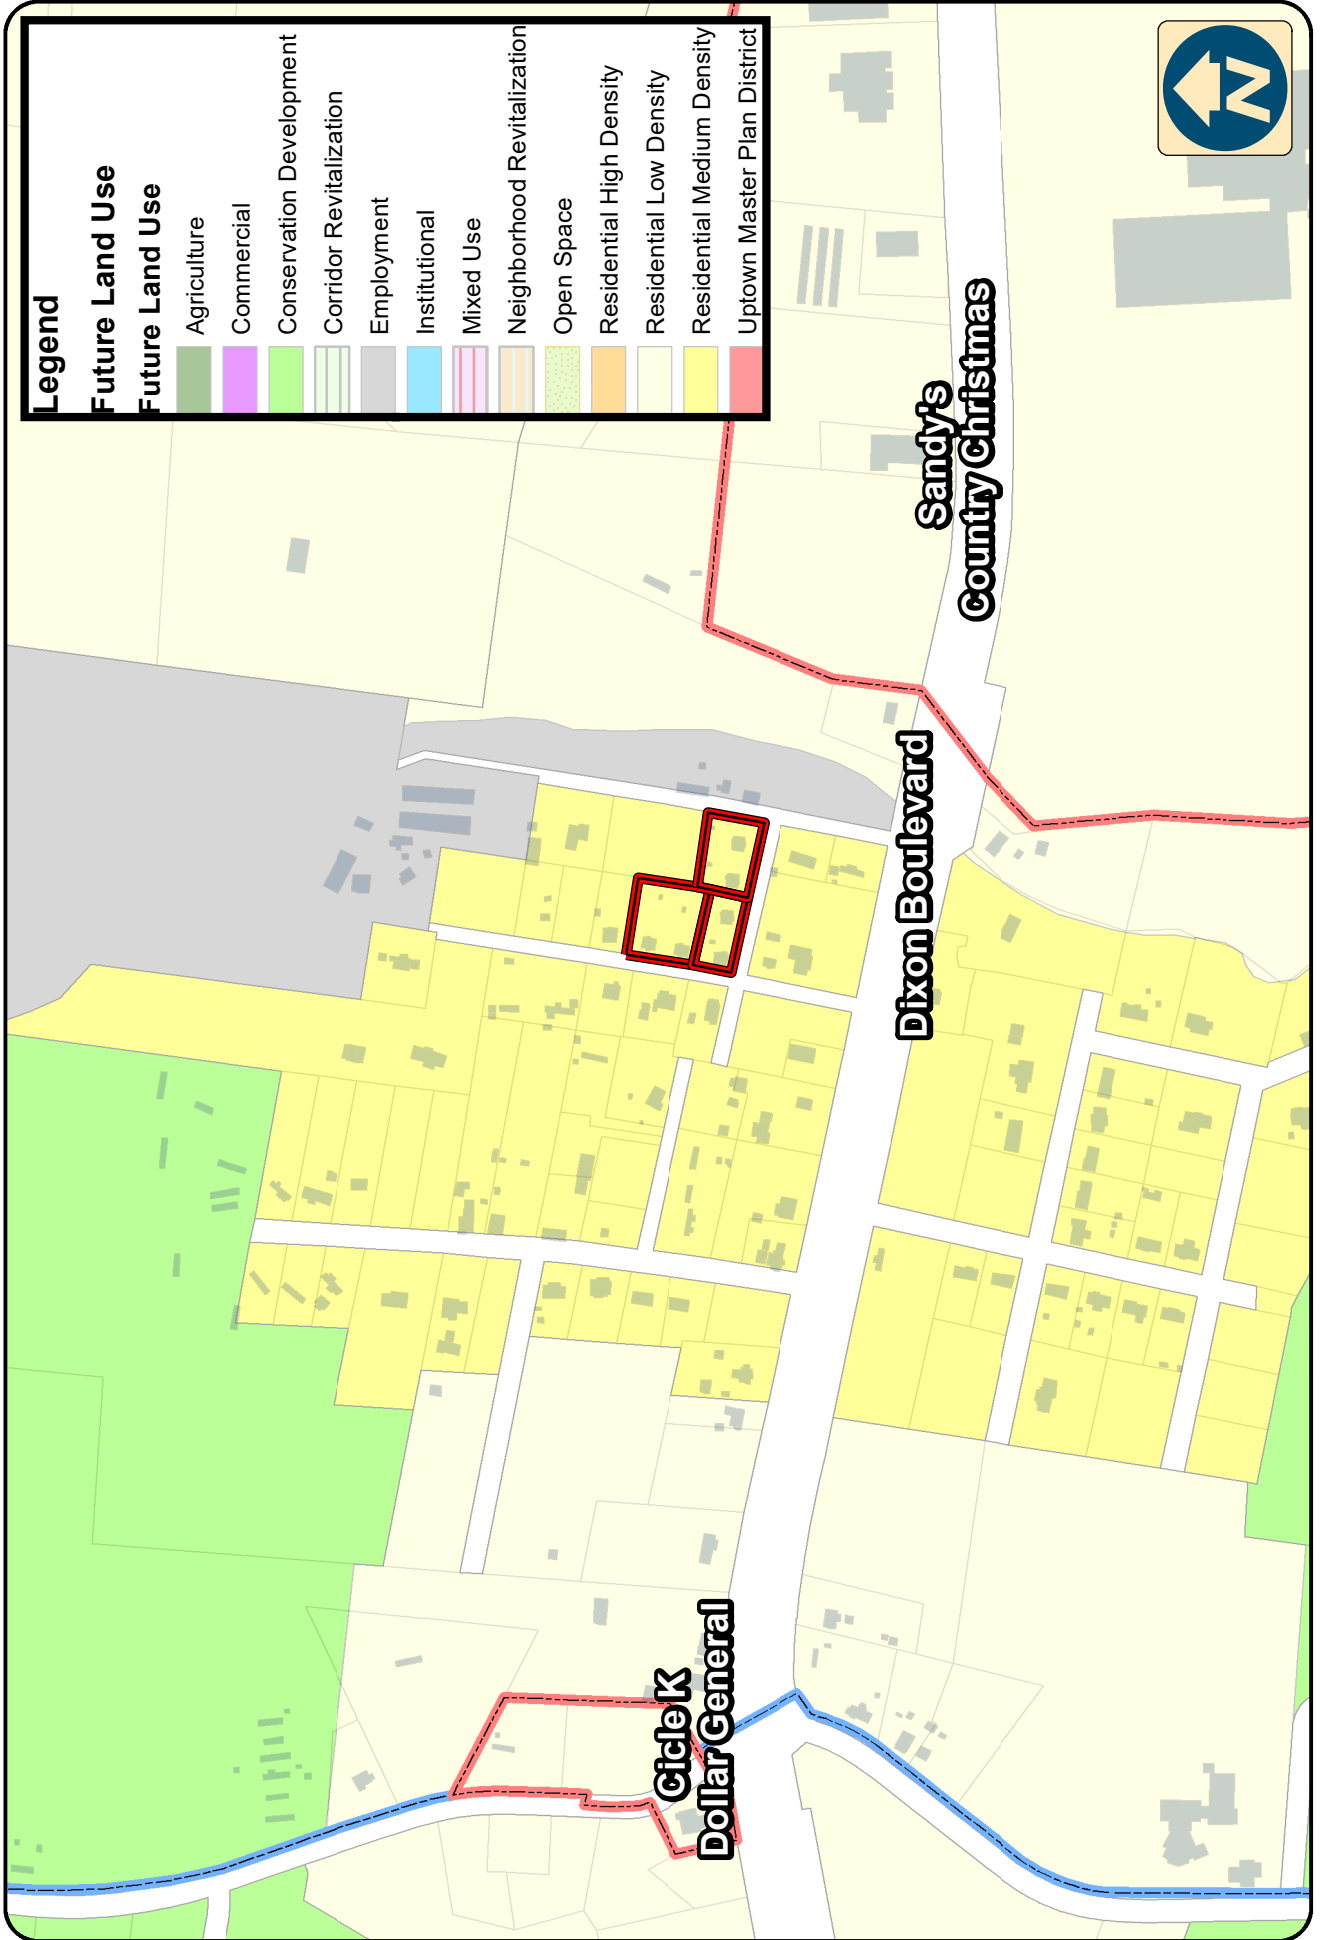 Legend
Future Land Use
Future Land Use
Agriculture
Commercial
Conservation Development
Corridor Revitalization
Employment
Institutional
Mixed Use
Neighborhood Revitalization
Open Space
Residential High Density
Residential Low Density
Residential Medium Density
Uptown Master Plan District
N
Sandy's
Country Christmas
Dixon Boulevard
Cicle K
Dollar General